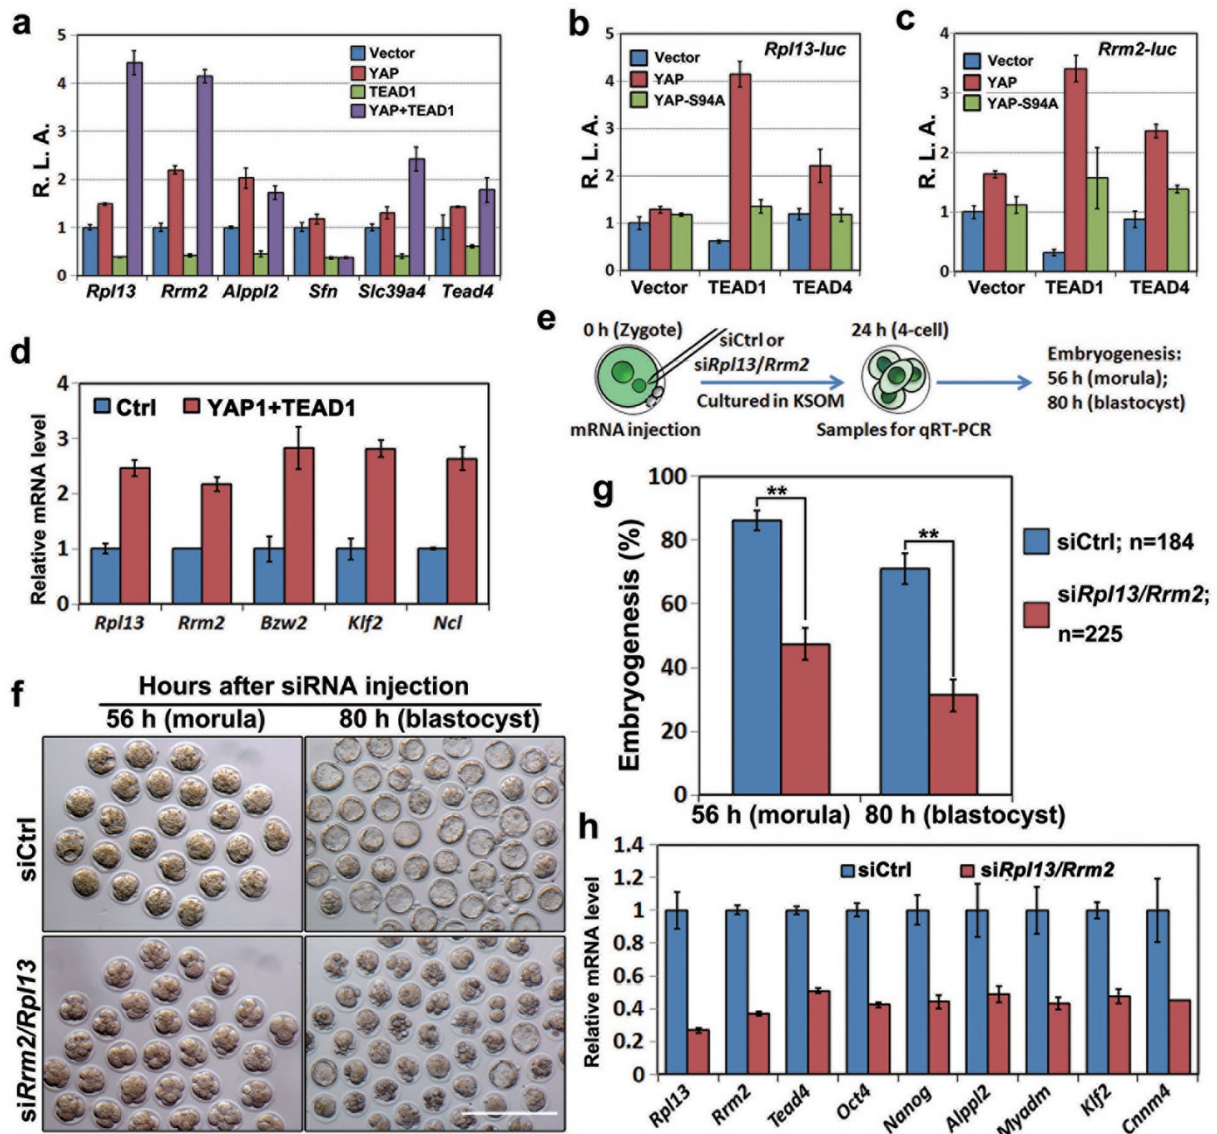 a
5
4
3
2
1
0
R. L. A.
Vector
YAP
TEAD1
YAP+TEAD1
Rpl13 Rrm2 Alppl2 Sfn Slc39a4 Tead4
b
Rpl13-luc
5
4
3
2
1
0
R. L. A.
Vector
YAP
YAP-S94A
Vector TEAD1 TEAD4
c
Rrm2-luc
4
3
2
1
0
R. L. A.
Vector
YAP
YAP-S94A
Vector TEAD1 TEAD4
d
4
3
2
1
0
Relative mRNA level
Ctrl YAP1+TEAD1
Rpl13 Rrm2 Bzw2 Klf2 Ncl
e
0 h (Zygote)
mRNA injection
siCtrl or
siRpl13/Rrm2
Cultured in KSOM
24 h (4-cell)
Samples for qRT-PCR
Embryogenesis:
56 h (morula);
80 h (blastocyst)
f
Hours after siRNA injection
56 h (morula) 80 h (blastocyst)
siCtrl
siRrm2/Rpl13
g
100
80
60
40
20
0
Embryogenesis (%)
**
**
56 h (morula) 80 h (blastocyst)
siCtrl; n=184
siRpl13/Rrm2;
n=225
h
1.4
1.2
1
0.8
0.6
0.4
0.2
0
Relative mRNA level
siCtrl siRpl13/Rrm2
Rpl13 Rrm2 Tead4 Oct4 Nanog Alppl2 Myadm Klf2 Cnnm4